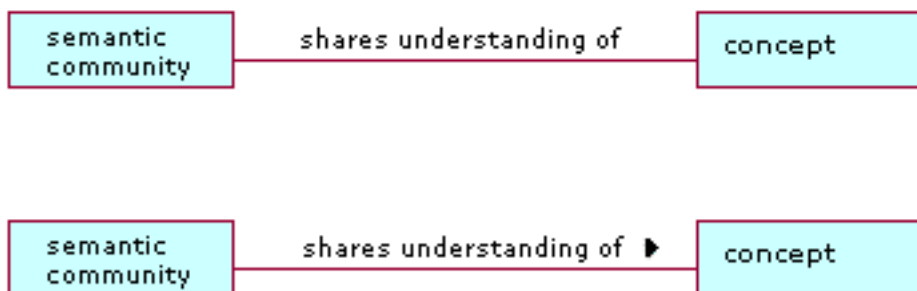 semantic
community
shares understanding of
concept
semantic
community
shares understanding of
concept